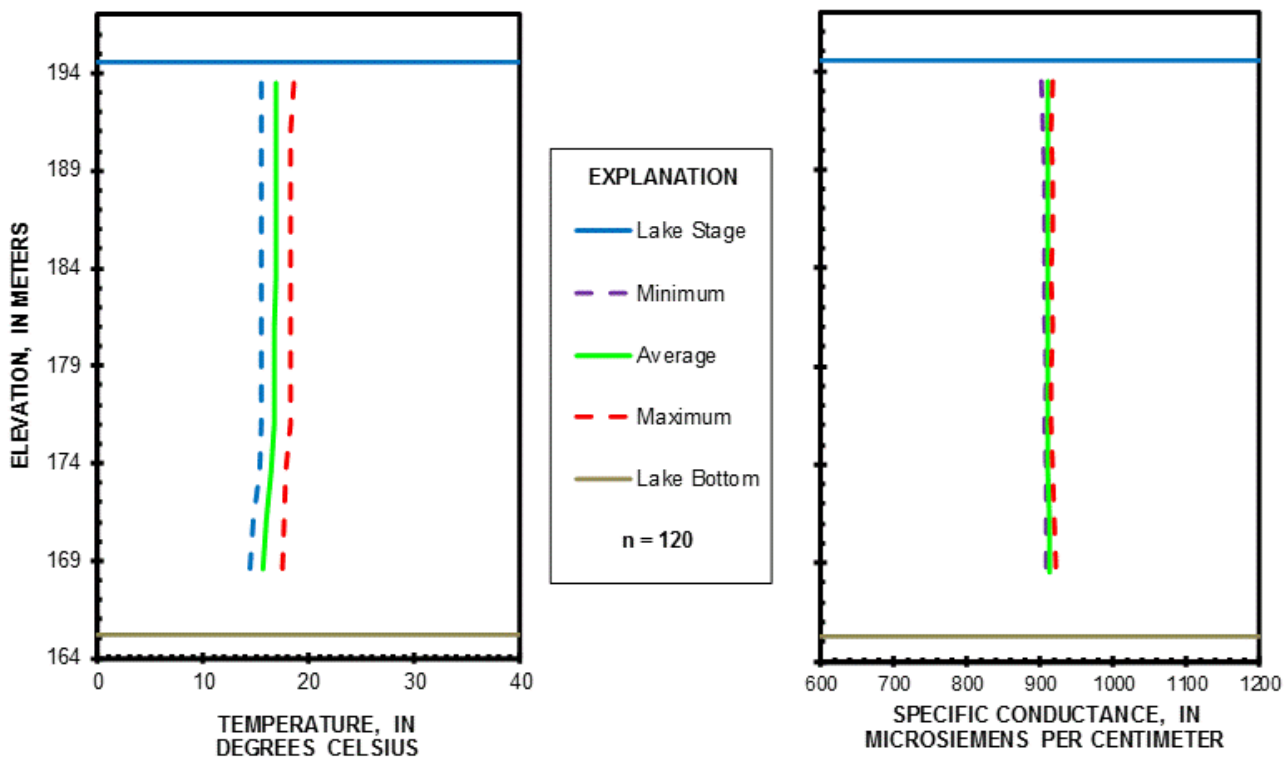 ELEVATION, IN METERS
194
189
184
179
174
169
164
0
10
20
30
40
TEMPERATURE, IN
DEGREES CELSIUS
EXPLANATION
Lake Stage
Minimum
Average
Maximum
Lake Bottom
n = 120
600
700
800
900
1000
1100
1200
SPECIFIC CONDUCTANCE, IN
MICROSIEMENS PER CENTIMETER